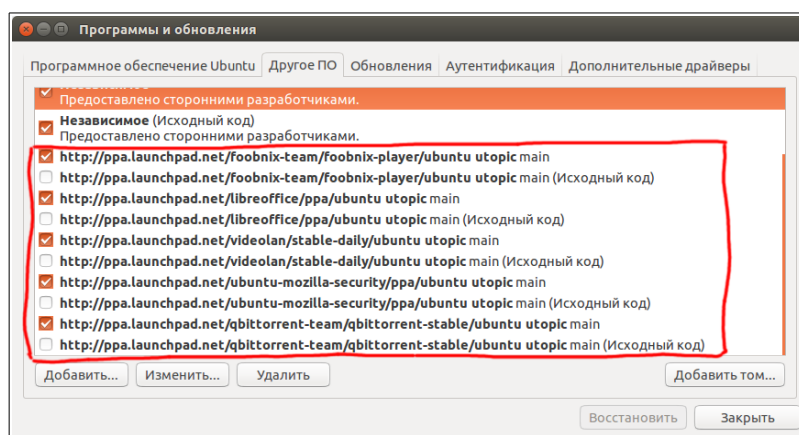 Программы и обновления
Программное обеспечение Ubuntu Другое ПО Обновления Аутентификация Дополнительные драйверы
Предоставлено сторонними разработчиками.
Независимое (Исходный код)
Предоставлено сторонними разработчиками.
http://ppa.launchpad.net/foobnix-team/foobnix-player/ubuntu utopic main
http://ppa.launchpad.net/foobnix-team/foobnix-player/ubuntu utopic main (Исходный код)
http://ppa.launchpad.net/libreoffice/ppa/ubuntu utopic main
http://ppa.launchpad.net/libreoffice/ppa/ubuntu utopic main (Исходный код)
http://ppa.launchpad.net/videolan/stable-daily/ubuntu utopic main
http://ppa.launchpad.net/videolan/stable-daily/ubuntu utopic main (Исходный код)
http://ppa.launchpad.net/ubuntu-mozilla-security/ppa/ubuntu utopic main
http://ppa.launchpad.net/ubuntu-mozilla-security/ppa/ubuntu utopic main (Исходный код)
http://ppa.launchpad.net/qbittorrent-team/qbittorrent-stable/ubuntu utopic main
http://ppa.launchpad.net/qbittorrent-team/qbittorrent-stable/ubuntu utopic main (Исходный код)
Добавить... Изменить... Удалить Добавить том...
Восстановить Закрыть